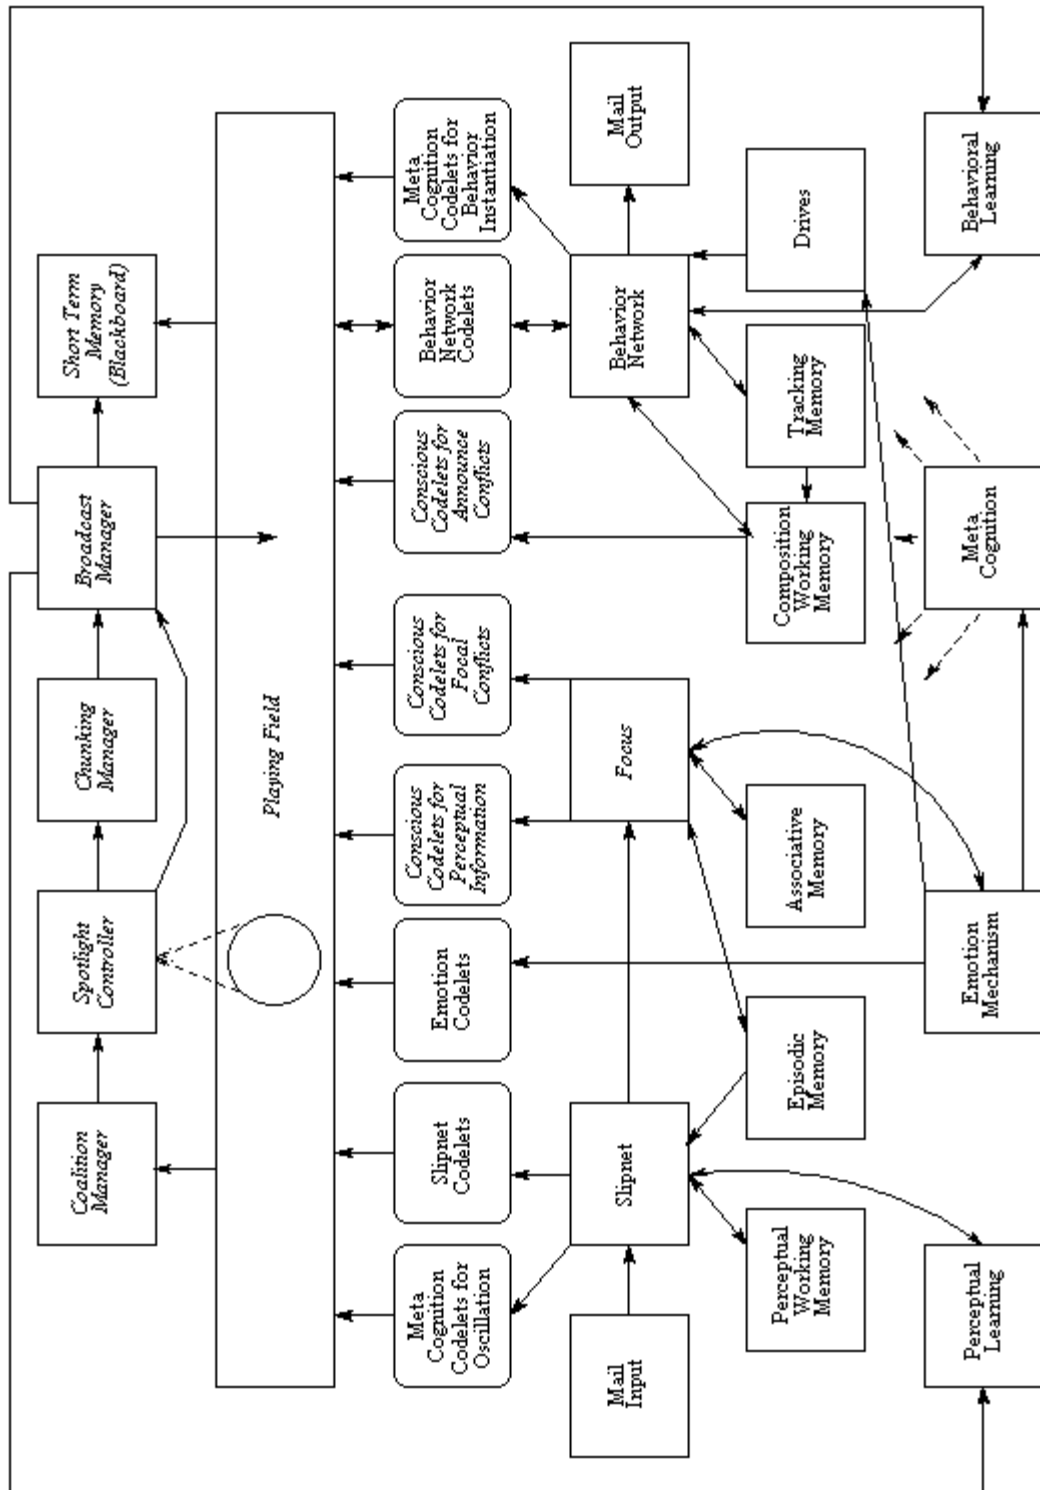 Coalition
Manager
Spotlight
Controller
Chunking
Manager
Broadcast
Manager
Short Term
Memory
(Blackboard)
Playing Field
Meta
Cognition
Codelets for
Oscillation
Slipnet
Codelets
Emotion
Codelets
Conscious
Codelets for
Perceptual
Information
Conscious
Codelets for
Focal
Conflicts
Conscious
Codelets for
Announce
Conflicts
Behavior
Network
Codelets
Meta
Cognition
Codelets for
Behavior
Instantiation
Mail
Input
Slipnet
Focus
Behavior
Network
Mail
Output
Perceptual
Working
Memory
Episodic
Memory
Associative
Memory
Composition
Working
Memory
Tracking
Memory
Drives
Perceptual
Learning
Emotion
Mechanism
Meta
Cognition
Behavioral
Learning